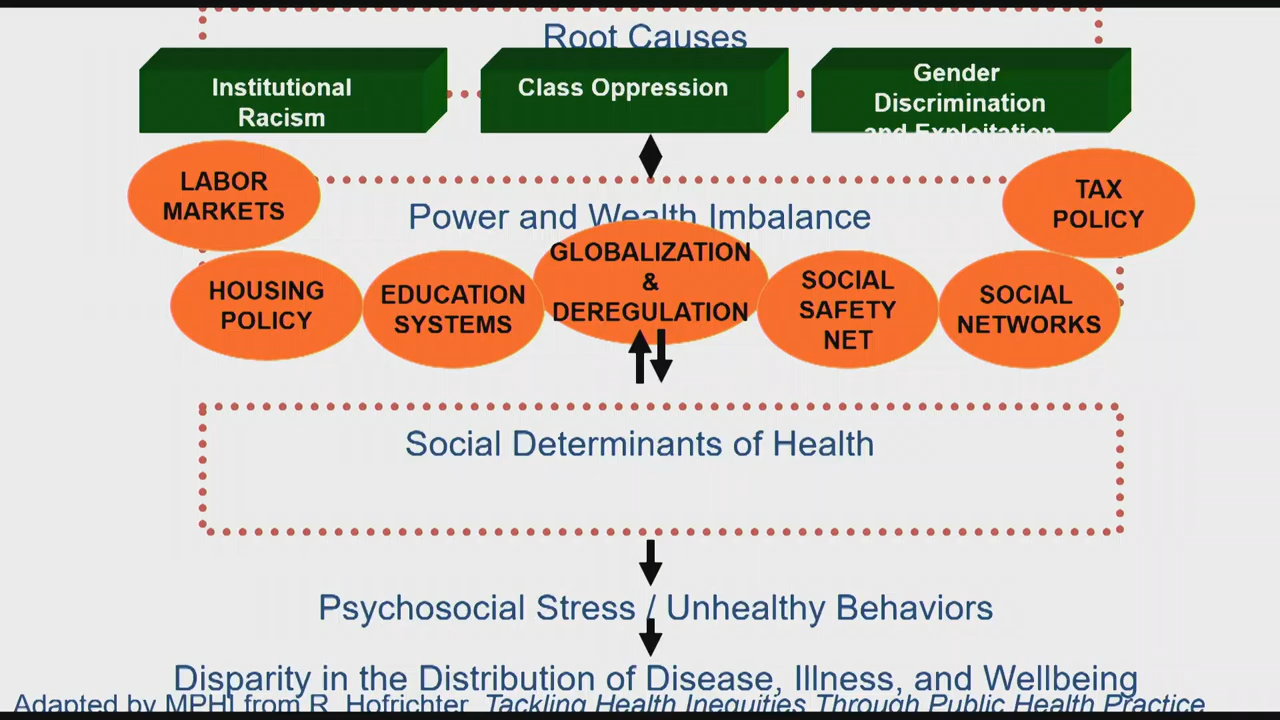 Root Causes
Institutional
Racism
Class Oppression
Gender
Discrimination
and Exploitation
LABOR
MARKETS
TAX
POLICY
Power and Wealth Imbalance
HOUSING
POLICY
EDUCATION
SYSTEMS
GLOBALIZATION
&
DEREGULATION
SOCIAL
SAFETY
NET
SOCIAL
NETWORKS
Social Determinants of Health
Psychosocial Stress / Unhealthy Behaviors
Disparity in the Distribution of Disease, Illness, and Wellbeing
Adapted by MPHI from R. Hofrichter, Tackling Health Inequities Through Public Health Practice